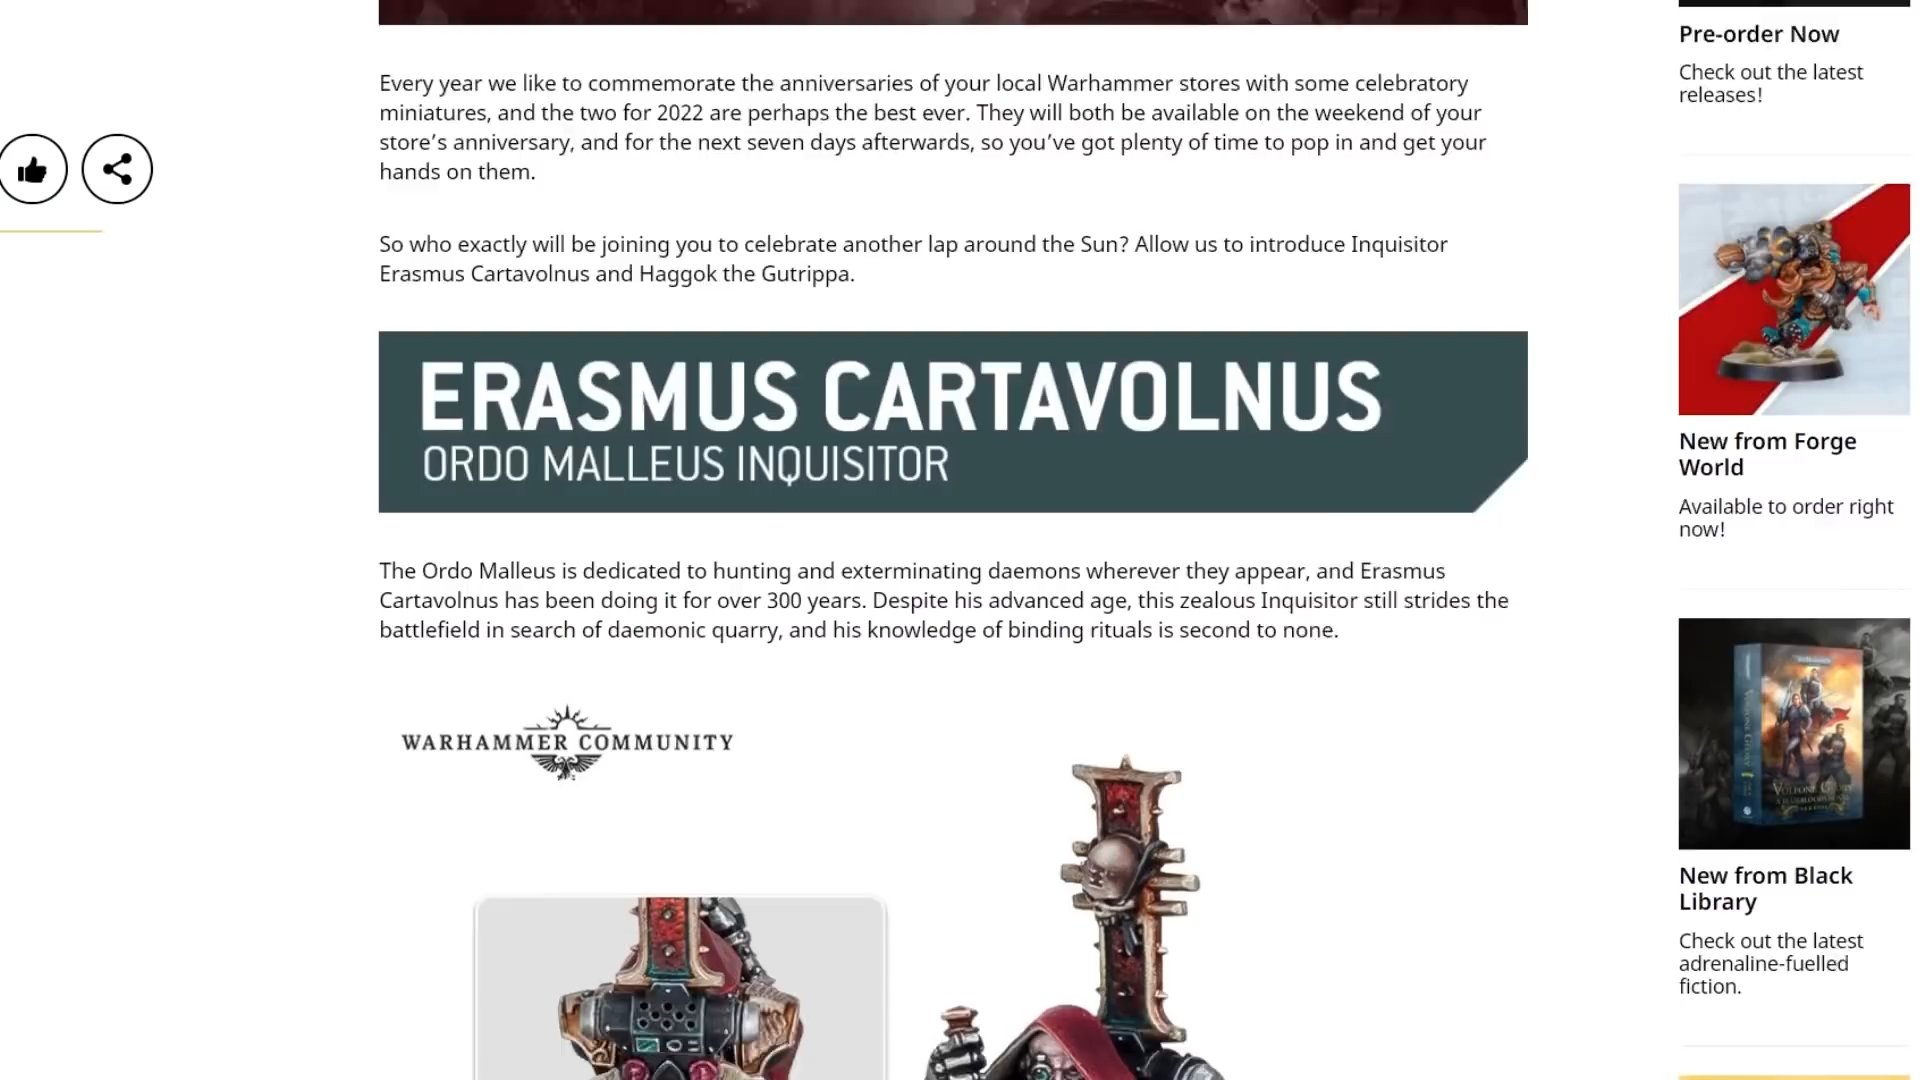 Every year we like to commemorate the anniversaries of your local Warhammer stores with some celebratory
miniatures, and the two for 2022 are perhaps the best ever. They will both be available on the weekend of your
store’s anniversary, and for the next seven days afterwards, so you’ve got plenty of time to pop in and get your
hands on them.
So who exactly will be joining you to celebrate another lap around the Sun? Allow us to introduce Inquisitor
Erasmus Cartavolnus and Haggok the Gutrippa.
ERASMUS CARTAVOLNUS
ORDO MALLEUS INQUISITOR
The Ordo Malleus is dedicated to hunting and exterminating daemons wherever they appear, and Erasmus
Cartavolnus has been doing it for over 300 years. Despite his advanced age, this zealous Inquisitor still strides the
battlefield in search of daemonic quarry, and his knowledge of binding rituals is second to none.
WARHAMMER COMMUNITY
Pre-order Now
Check out the latest
releases!
New from Forge
World
Available to order right
now!
New from Black
Library
Check out the latest
adrenaline-fuelled
fiction.